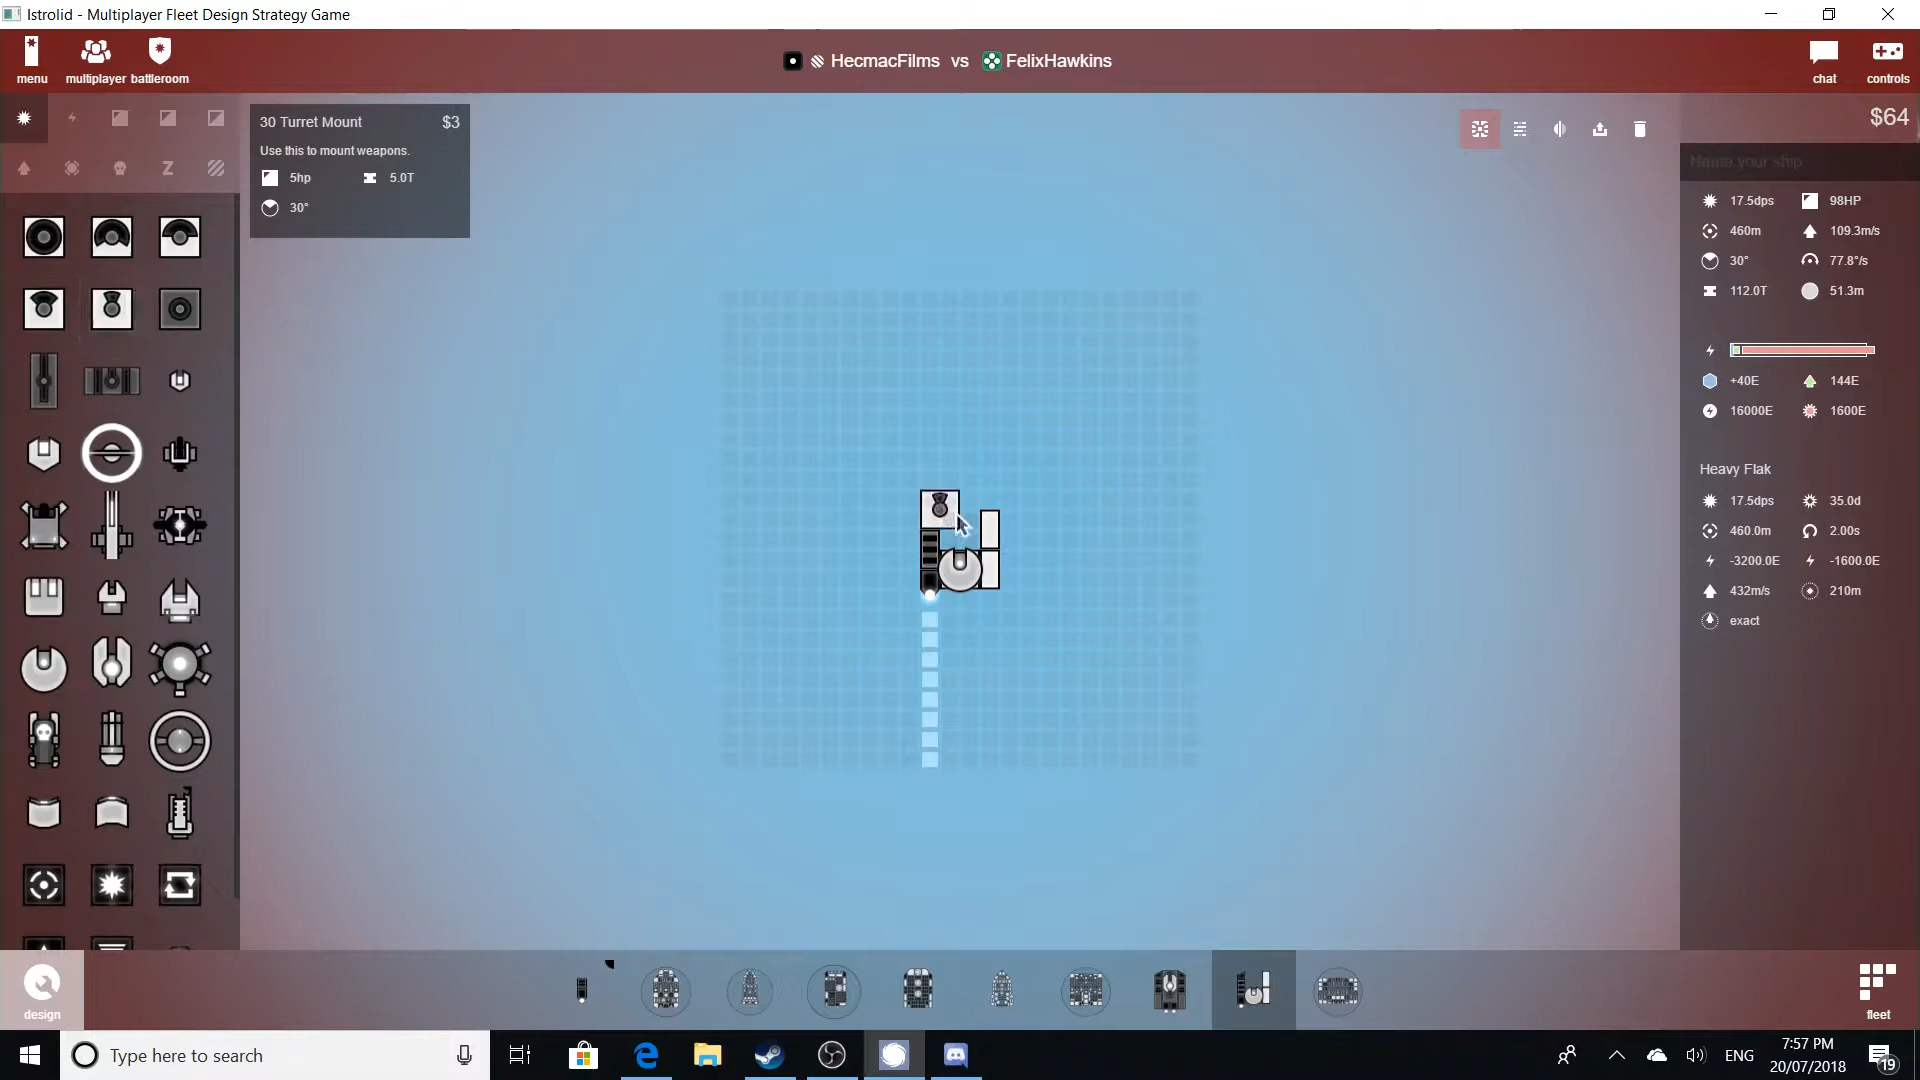 Istrolid - Multiplayer Fleet Design Strategy Game
menu
multiplayer
battleroom
HecmacFilms vs FelixHawkins
chat
controls
30 Turret Mount $3
Use this to mount weapons.
5hp 5.0T
30°
$64
Name your ship
17.5dps 98HP
460m 109.3m/s
30° 77.8°/s
112.0T 51.3m
+40E 144E
16000E 1600E
Heavy Flak
17.5dps 35.0d
460.0m 2.00s
-3200.0E -1600.0E
432m/s 210m
exact
Z
design
fleet
Type here to search
ENG
7:57 PM
20/07/2018
19